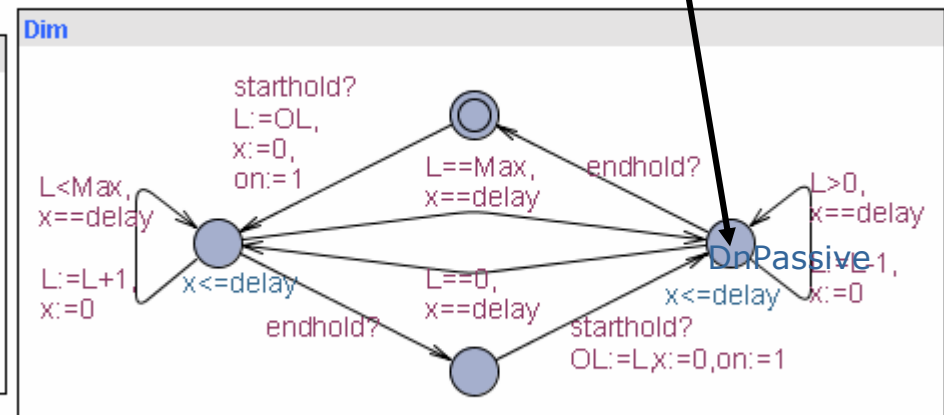 Dim
starthold?
L:=OL,
x:=0,
on:=1
L==Max,
x==delay
endhold?
L<Max,
x==delay
L>0,
x==delay
DnPassive
L:=L+1,
x:=0
x<=delay
L==0,
x==delay
x<=delay
L:=L-1,
x:=0
endhold?
starthold?
OL:=L,x:=0,on:=1